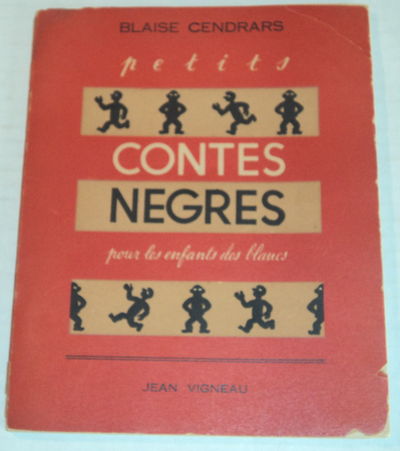 BLAISE CENDRARS
petits
CONTES
NEGRES
pour les enfants des blancs
JEAN VIGNEAU